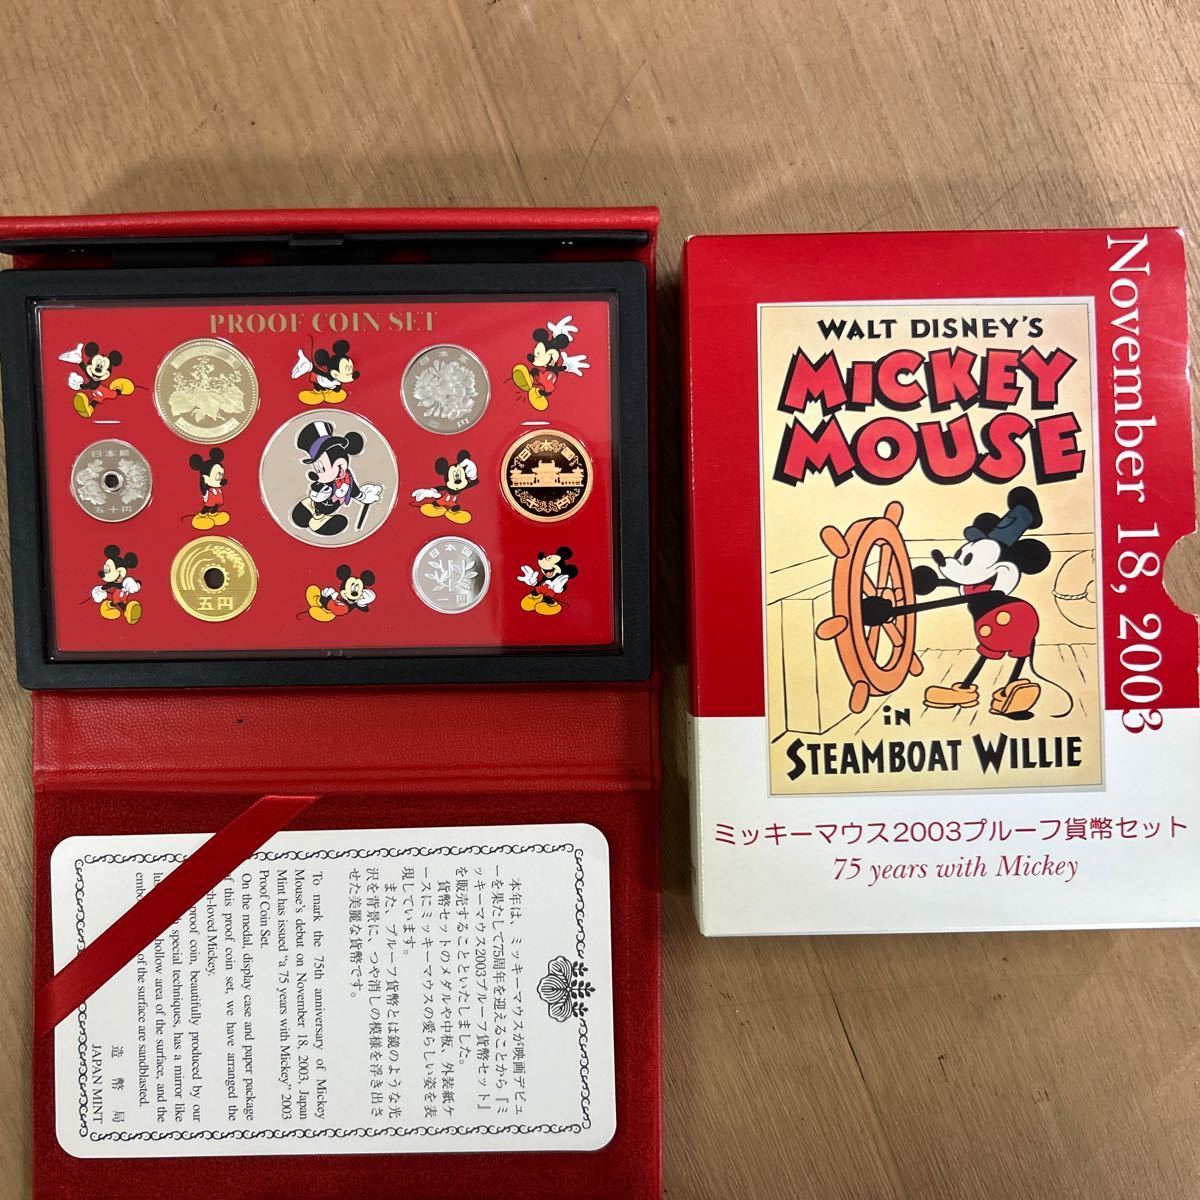 PROOF COIN SET
日本国
百円
日本国
五十円
日本国
五円
日本国
一円
1
November 18, 2003
WALT DISNEY'S
MICKEY
MOUSE
in
STEAMBOAT WILLIE
ミッキーマウス2003プルーフ貨幣セット
75 years with Mickey
本年は、ミッキーマウスが映画デビュ
ーを果たして75周年を迎えることから『ミ
ッキーマウス2003プルーフ貨幣セット』
を販売することといたしました。
貨幣セットのメダルや中板、外装紙ケ
ースにミッキーマウスの愛らしい姿を表
現しています。
また、プルーフ貨幣とは鏡のような光
沢を背景に、つや消しの模様を浮き出さ
せた美麗な貨幣です。
To mark the 75th anniversary of Mickey
Mouse's debut on November 18, 2003, Japan
Mint has issued "a 75 years with Mickey" 2003
Proof Coin Set.
On the medal, display case and paper package
of this proof coin set, we have arranged the
ch-loved Mickey.
proof coin, beautifully produced by our
special techniques, has a mirror like
hollow area of the surface, and the
of the surface are sandblasted.
造幣局
JAPAN MINT